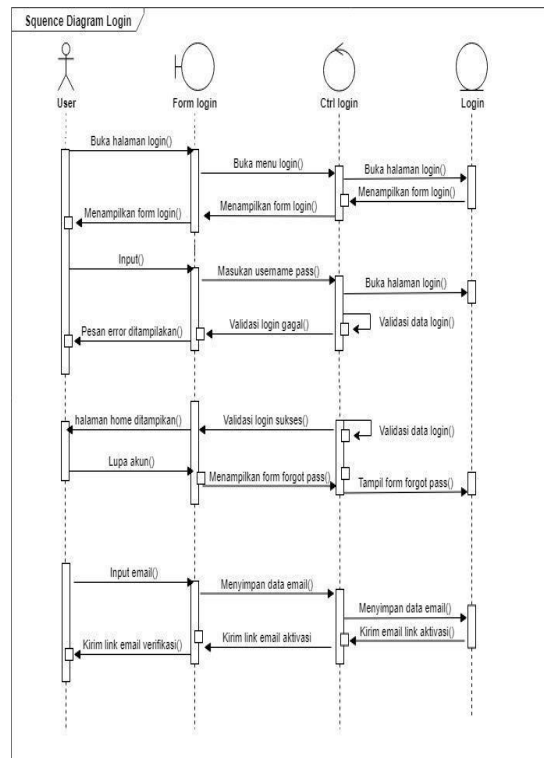 Squence Diagram Login
User
Form login
Ctrl login
Login
Buka halaman login()
Buka menu login()
Buka halaman login()
Menampilkan form login()
Menampilkan form login()
Menampilkan form login()
Input()
Masukan username pass()
Buka halaman login()
Validasi data login()
Validasi login gagal()
Pesan error ditampilakan()
halaman home ditampikan()
Validasi login sukses()
Validasi data login()
Lupa akun()
Menampilkan form forgot pass()
Tampil form forgot pass()
Input email()
Menyimpan data email()
Menyimpan data email()
Kirim email link aktivasi()
Kirim link email aktivasi
Kirim link email verifikasi()